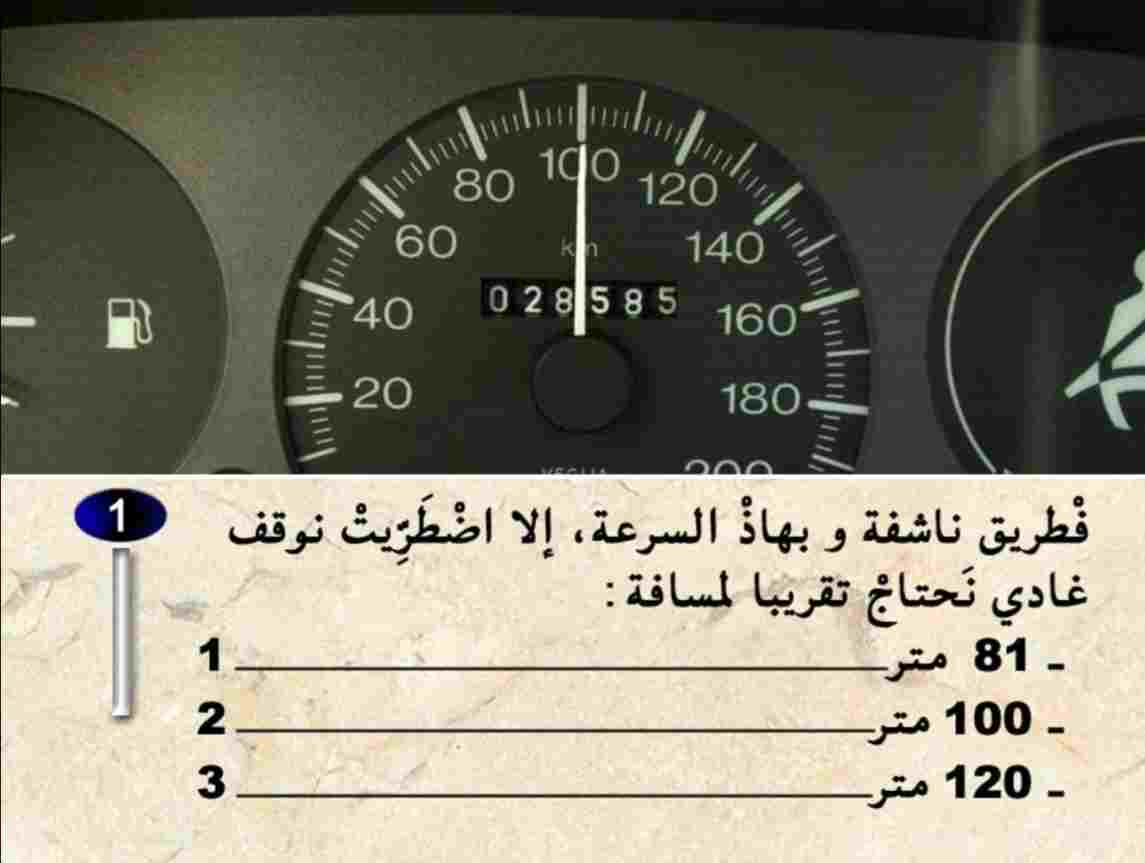 100
80
120
60
140
km
028585
40
160
20
180
200
1
فْطريق ناشفة و بهاذْ السرعة، إلا اضْطَرِّيتْ نوقف
غادي نَحتاجْ تقريبا لمسافة :
ـ 81 متر 1
ـ 100 متر 2
ـ 120 متر 3